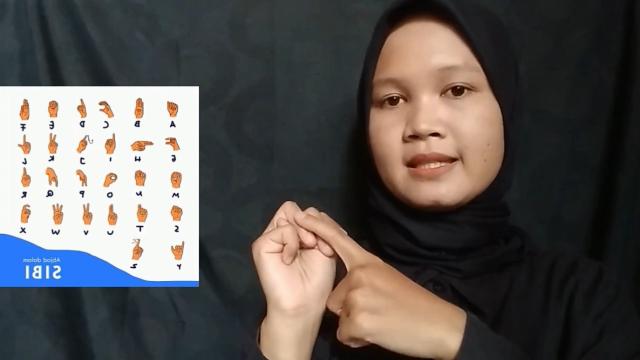 A B C D E F
G H I J K L
M N O P Q R
S T U V W X
Y Z
Abjad dalam
SIBI